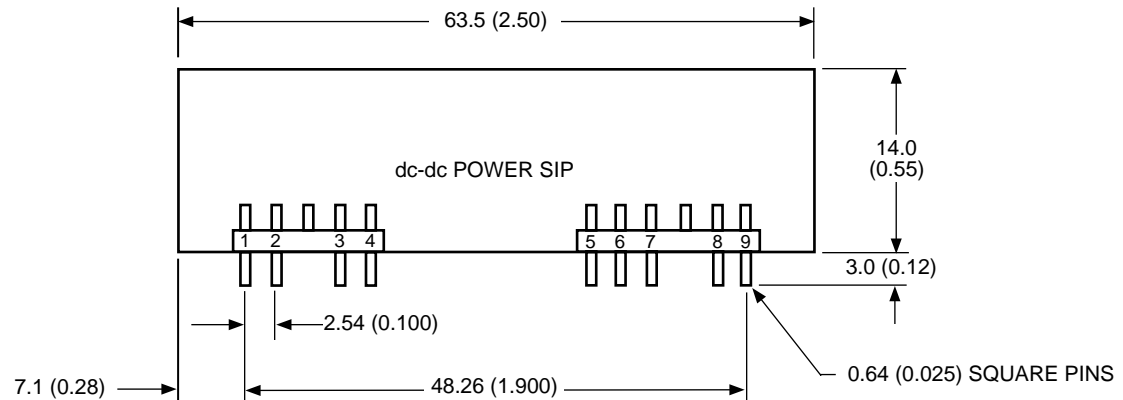 63.5 (2.50)
14.0
(0.55)
dc-dc POWER SIP
1 2 3 4 5 6 7 8 9
3.0 (0.12)
2.54 (0.100)
7.1 (0.28)
48.26 (1.900)
0.64 (0.025) SQUARE PINS